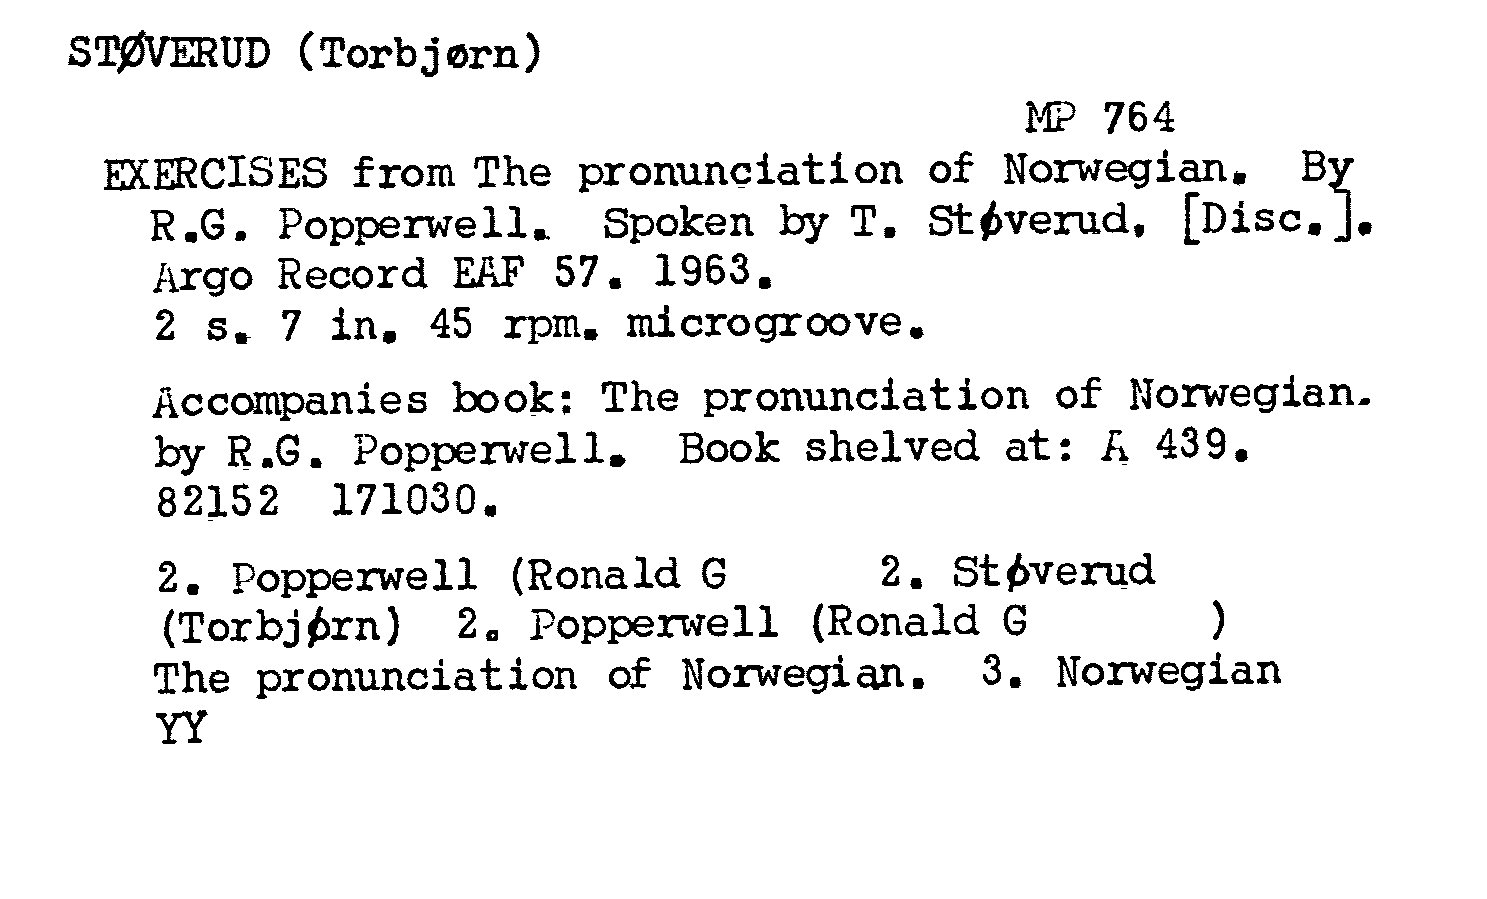 STØVERUD (Torbjørn)
MP 764
EXERCISES from The pronunciation of Norwegian. By
R.G. Popperwell. Spoken by T. Støverud. [Disc.].
Argo Record EAF 57. 1963.
2 s. 7 in. 45 rpm. microgroove.
Accompanies book: The pronunciation of Norwegian.
by R.G. Popperwell. Book shelved at: A 439.
82152 171030.
2. Popperwell (Ronald G 2. Støverud
(Torbjørn) 2. Popperwell (Ronald G )
The pronunciation of Norwegian. 3. Norwegian
YY